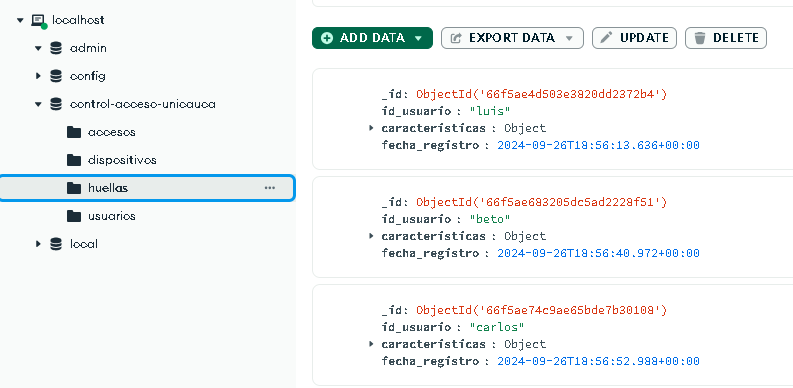 localhost
admin
config
control-acceso-unicauca
accesos
dispositivos
huellas
usuarios
local
ADD DATA
EXPORT DATA
UPDATE
DELETE
_id: ObjectId('66f5ae4d503e3820dd2372b4')
id_usuario : "luis"
caracteristicas : Object
fecha_registro : 2024-09-26T18:56:13.636+00:00
_id: ObjectId('66f5ae683205dc5ad2228f51')
id_usuario : "beto"
caracteristicas : Object
fecha_registro : 2024-09-26T18:56:40.972+00:00
_id: ObjectId('66f5ae74c9ae65bde7b30108')
id_usuario : "carlos"
caracteristicas : Object
fecha_registro : 2024-09-26T18:56:52.988+00:00